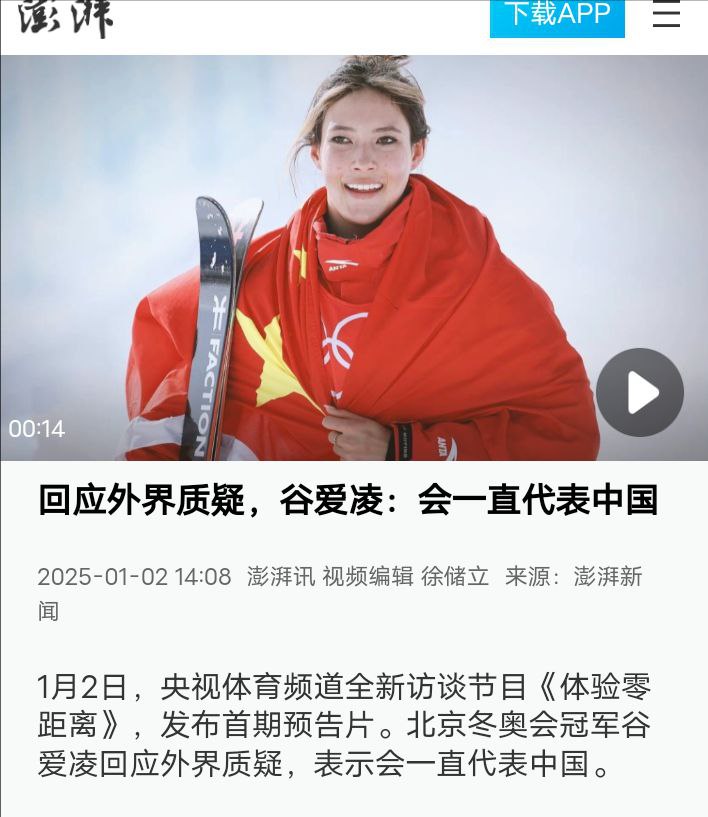 澎湃
下载APP
FACTION
ANTA
ANTA
00:14
回应外界质疑，谷爱凌：会一直代表中国
2025-01-02 14:08 澎湃讯 视频编辑 徐储立 来源：澎湃新
闻
1月2日，央视体育频道全新访谈节目《体验零
距离》，发布首期预告片。北京冬奥会冠军谷
爱凌回应外界质疑，表示会一直代表中国。